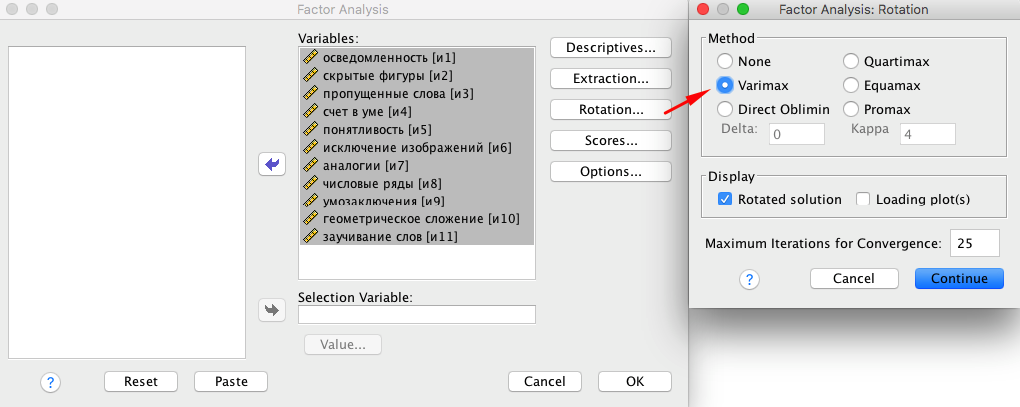 Factor Analysis
Variables:
осведомленность [и1]
скрытые фигуры [и2]
пропущенные слова [и3]
счет в уме [и4]
понятливость [и5]
исключение изображений [и6]
аналогии [и7]
числовые ряды [и8]
умозаключения [и9]
геометрическое сложение [и10]
заучивание слов [и11]
Selection Variable:
Value...
Descriptives...
Extraction...
Rotation...
Scores...
Options...
?
Reset
Paste
Cancel
OK
Factor Analysis: Rotation
Method
None
Quartimax
Varimax
Equamax
Direct Oblimin
Promax
Delta:
0
Kappa
4
Display
Rotated solution
Loading plot(s)
Maximum Iterations for Convergence:
25
?
Cancel
Continue